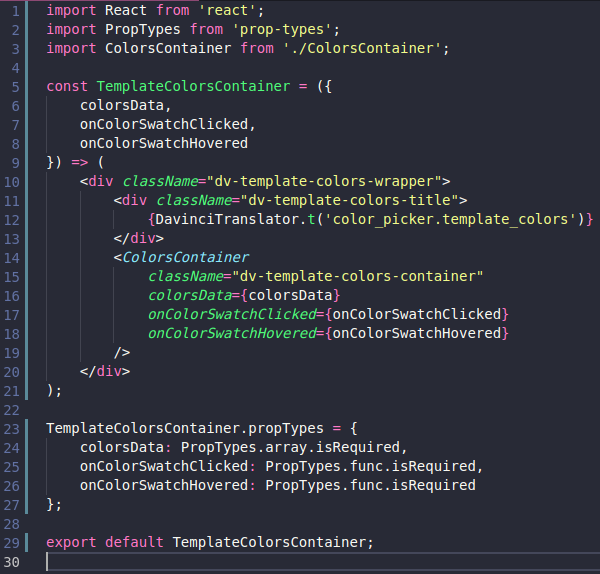 1 import React from 'react';
2 import PropTypes from 'prop-types';
3 import ColorsContainer from './ColorsContainer';
4
5 const TemplateColorsContainer = ({
6     colorsData,
7     onColorSwatchClicked,
8     onColorSwatchHovered
9 }) => (
10     <div className="dv-template-colors-wrapper">
11         <div className="dv-template-colors-title">
12             {DavinciTranslator.t('color_picker.template_colors')}
13         </div>
14         <ColorsContainer
15             className="dv-template-colors-container"
16             colorsData={colorsData}
17             onColorSwatchClicked={onColorSwatchClicked}
18             onColorSwatchHovered={onColorSwatchHovered}
19         />
20     </div>
21 );
22
23 TemplateColorsContainer.propTypes = {
24     colorsData: PropTypes.array.isRequired,
25     onColorSwatchClicked: PropTypes.func.isRequired,
26     onColorSwatchHovered: PropTypes.func.isRequired
27 };
28
29 export default TemplateColorsContainer;
30